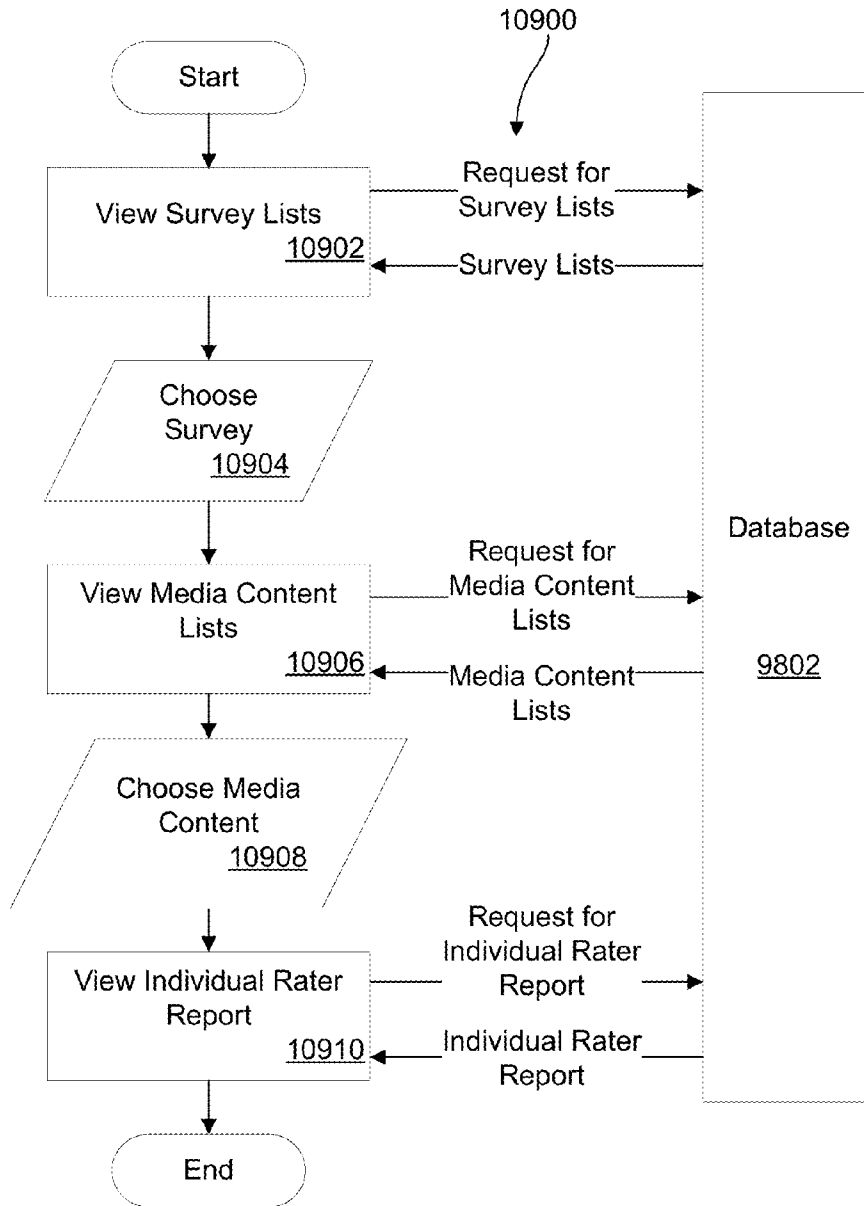 10900
Start
View Survey Lists
10902
Request for
Survey Lists
Survey Lists
Choose
Survey
10904
View Media Content
Lists
10906
Request for
Media Content
Lists
Media Content
Lists
Database
9802
Choose Media
Content
10908
View Individual Rater
Report
10910
Request for
Individual Rater
Report
Individual Rater
Report
End